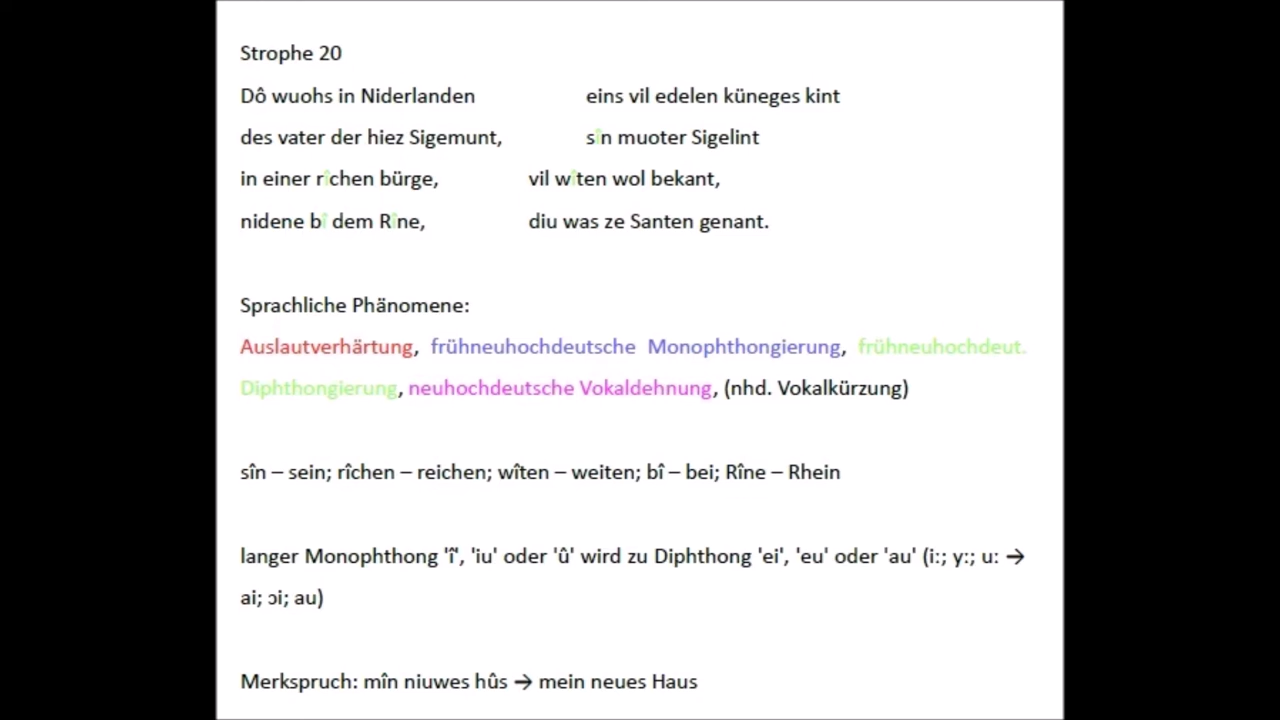 Strophe 20
Dô wuohs in Niderlanden eins vil edelen küneges kint
des vater der hiez Sigemunt, sîn muoter Sigelint
in einer rîchen bürge, vil wîten wol bekant,
nidene bî dem Rîne, diu was ze Santen genant.
Sprachliche Phänomene:
Auslautverhärtung, frühneuhochdeutsche Monophthongierung, frühneuhochdeut.
Diphthongierung, neuhochdeutsche Vokaldehnung, (nhd. Vokalkürzung)
sîn – sein; rîchen – reichen; wîten – weiten; bî – bei; Rîne – Rhein
langer Monophthong 'î', 'iu' oder 'û' wird zu Diphthong 'ei', 'eu' oder 'au' (i:; y:; u: →
ai; ɔi; au)
Merkspruch: mîn niuwes hûs → mein neues Haus